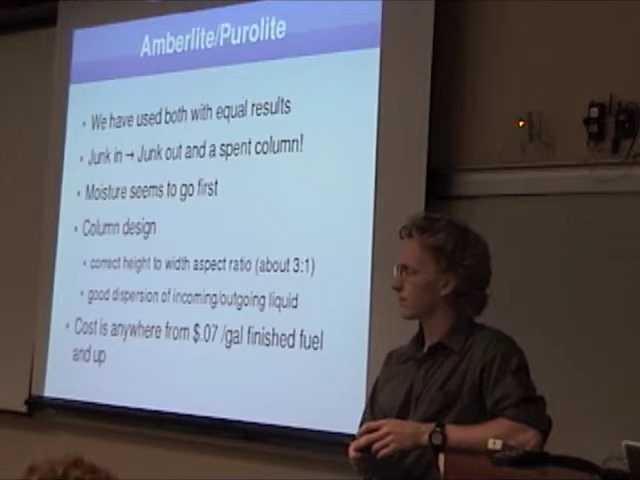 Amberlite/Purolite
• We have used both with equal results
• Junk in → Junk out and a spent column!
• Moisture seems to go first
• Column design
• correct height to width aspect ratio (about 3:1)
• good dispersion of incoming/outgoing liquid
• Cost is anywhere from $.07 /gal finished fuel
and up